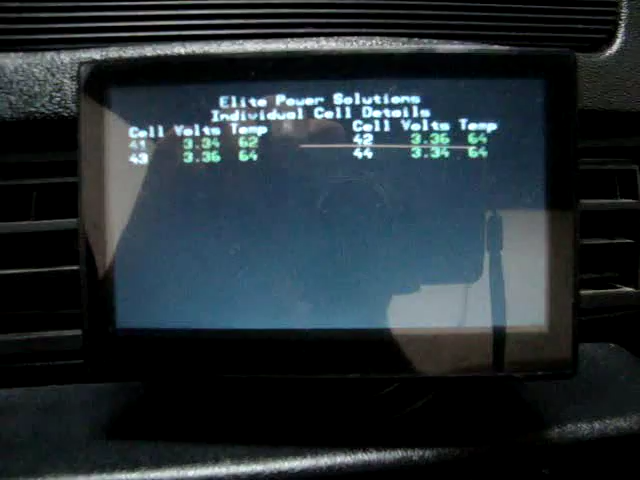 Elite Power Solutions
Individual Cell Details
Cell Volts Temp Cell Volts Temp
41 3.34 62 42 3.36 64
43 3.36 64 44 3.34 64